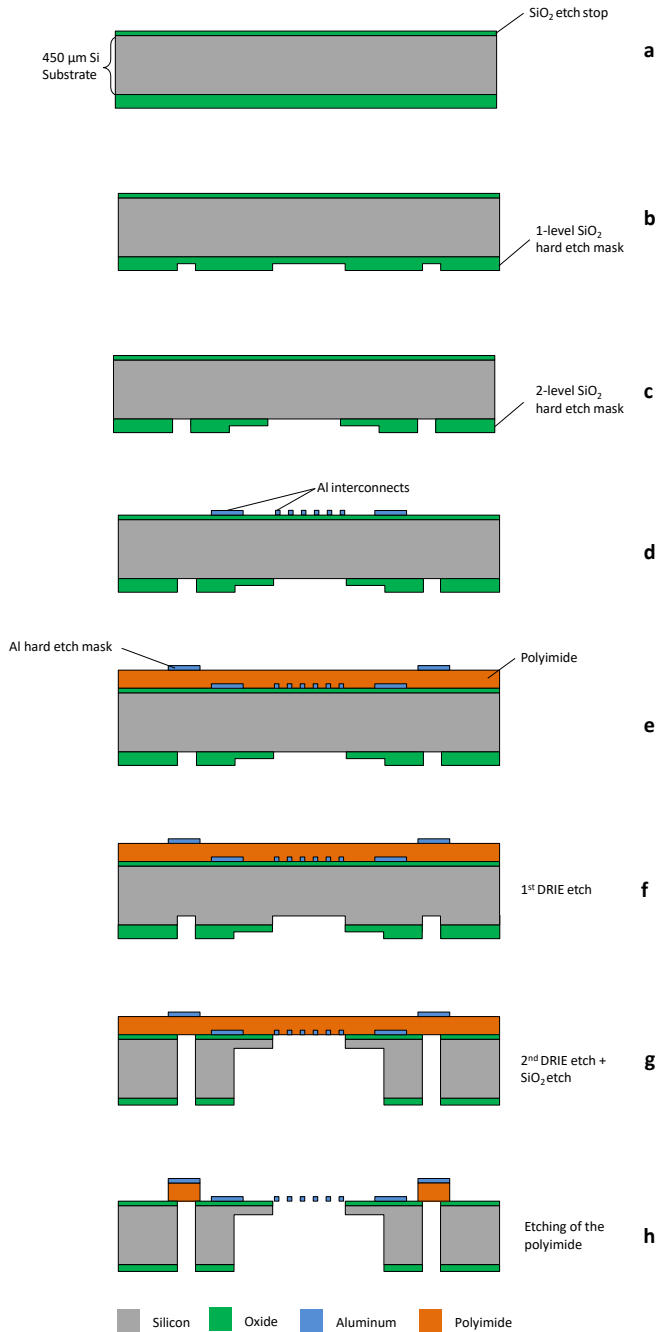 SiO₂ etch stop
450 µm Si
Substrate
a
b
1-level SiO₂
hard etch mask
c
2-level SiO₂
hard etch mask
Al interconnects
d
Al hard etch mask
Polyimide
e
1st DRIE etch
f
2nd DRIE etch +
SiO₂ etch
g
Etching of the
polyimide
h
Silicon
Oxide
Aluminum
Polyimide